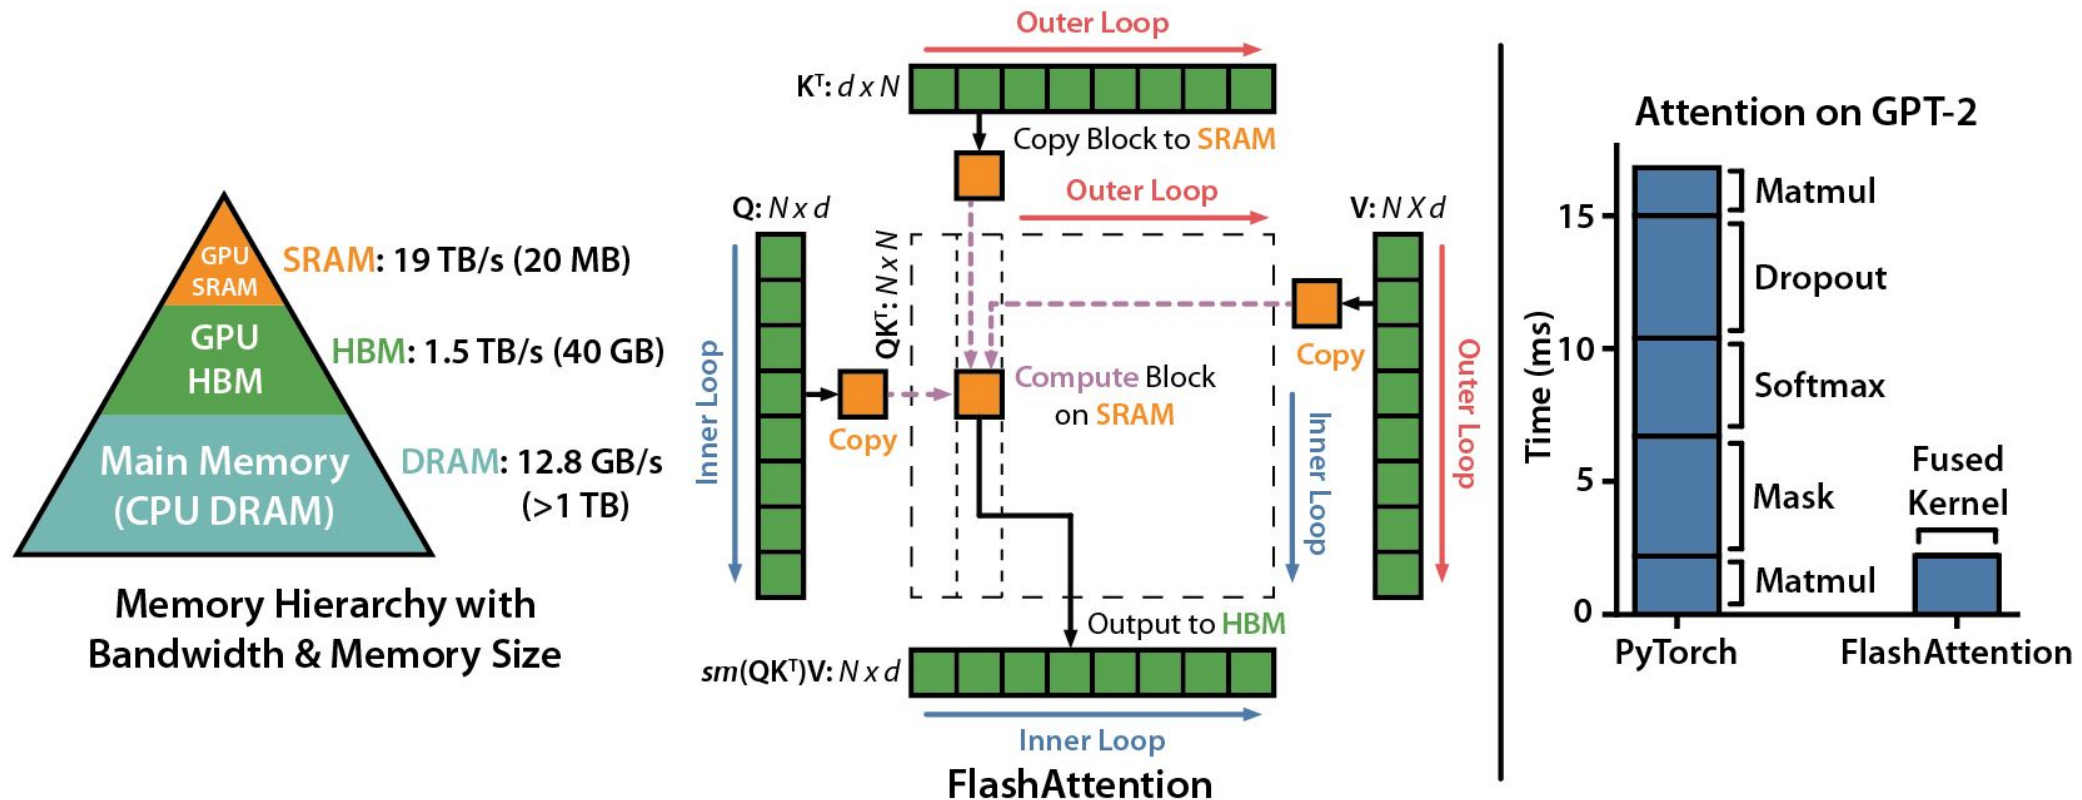 GPU
SRAM
SRAM: 19 TB/s (20 MB)
GPU
HBM
HBM: 1.5 TB/s (40 GB)
Main Memory
(CPU DRAM)
DRAM: 12.8 GB/s
(>1 TB)
Memory Hierarchy with
Bandwidth & Memory Size
Outer Loop
Kᵀ: d x N
Copy Block to SRAM
Outer Loop
Q: N x d
V: N X d
QKᵀ: N x N
Inner Loop
Copy
Compute Block
on SRAM
Copy
Inner Loop
Outer Loop
Output to HBM
sm(QKᵀ)V: N x d
Inner Loop
FlashAttention
Attention on GPT-2
Time (ms)
15
10
5
0
Matmul
Dropout
Softmax
Mask
Matmul
Fused
Kernel
PyTorch
FlashAttention